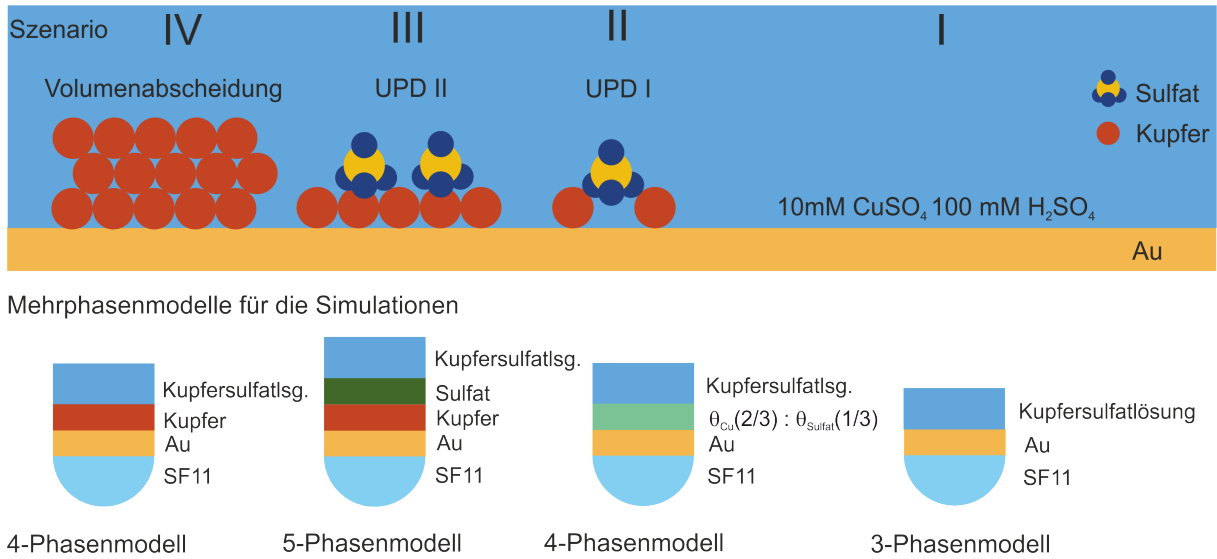 Szenario IV III II I
Volumenabscheidung UPD II UPD I
Sulfat
Kupfer
10mM CuSO₄ 100 mM H₂SO₄
Au
Mehrphasenmodelle für die Simulationen
Kupfersulfatlsg.
Kupfer
Au
SF11
4-Phasenmodell
Kupfersulfatlsg.
Sulfat
Kupfer
Au
SF11
5-Phasenmodell
Kupfersulfatlsg.
θCu(2/3) : θSulfat(1/3)
Au
SF11
4-Phasenmodell
Kupfersulfatlösung
Au
SF11
3-Phasenmodell